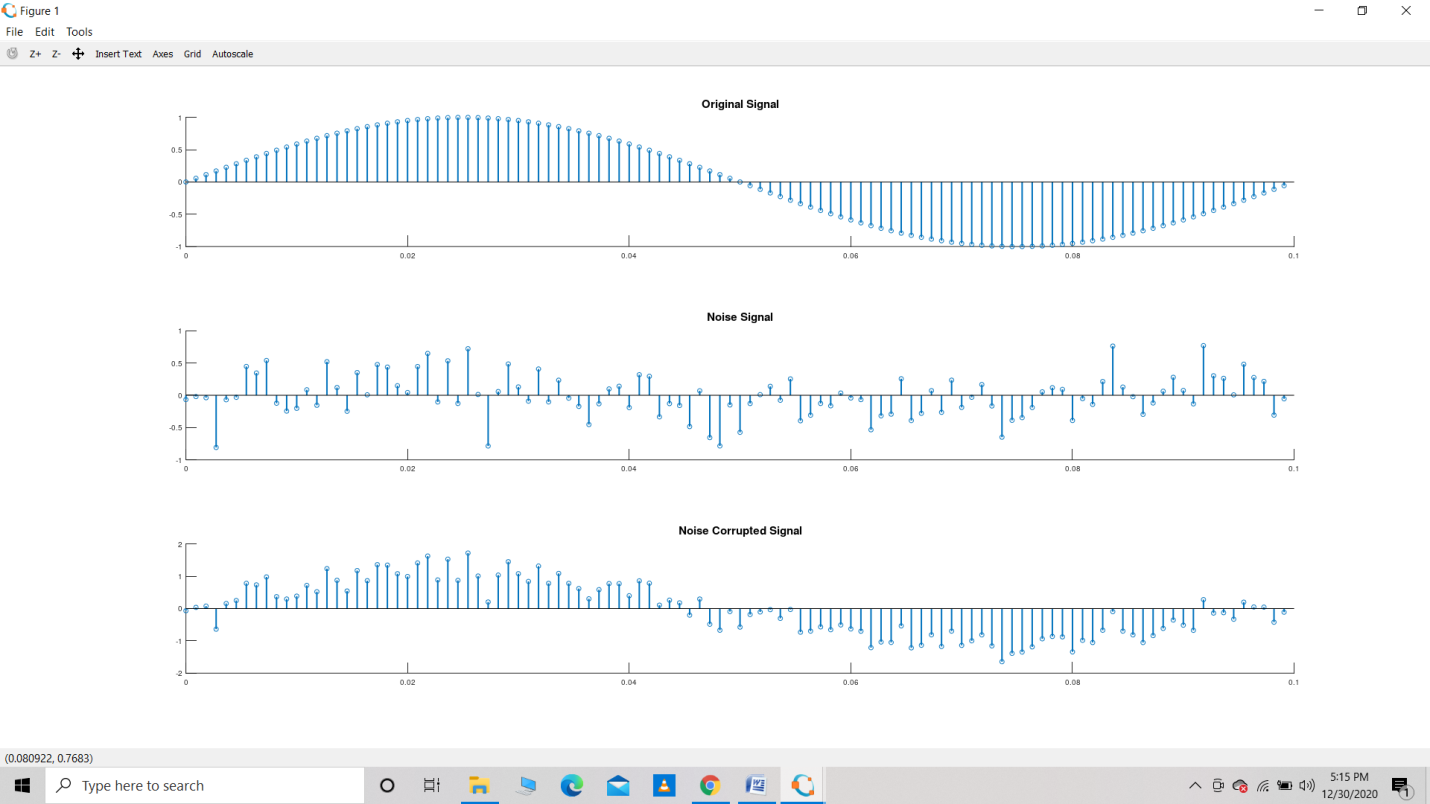 Figure 1
File Edit Tools
Z+ Z- Insert Text Axes Grid Autoscale
Original Signal
1
0.5
0
-0.5
-1
0 0.02 0.04 0.06 0.08 0.1
Noise Signal
1
0.5
0
-0.5
-1
0 0.02 0.04 0.06 0.08 0.1
Noise Corrupted Signal
2
1
0
-1
-2
0 0.02 0.04 0.06 0.08 0.1
(0.080922, 0.7683)
Type here to search
5:15 PM
12/30/2020
1